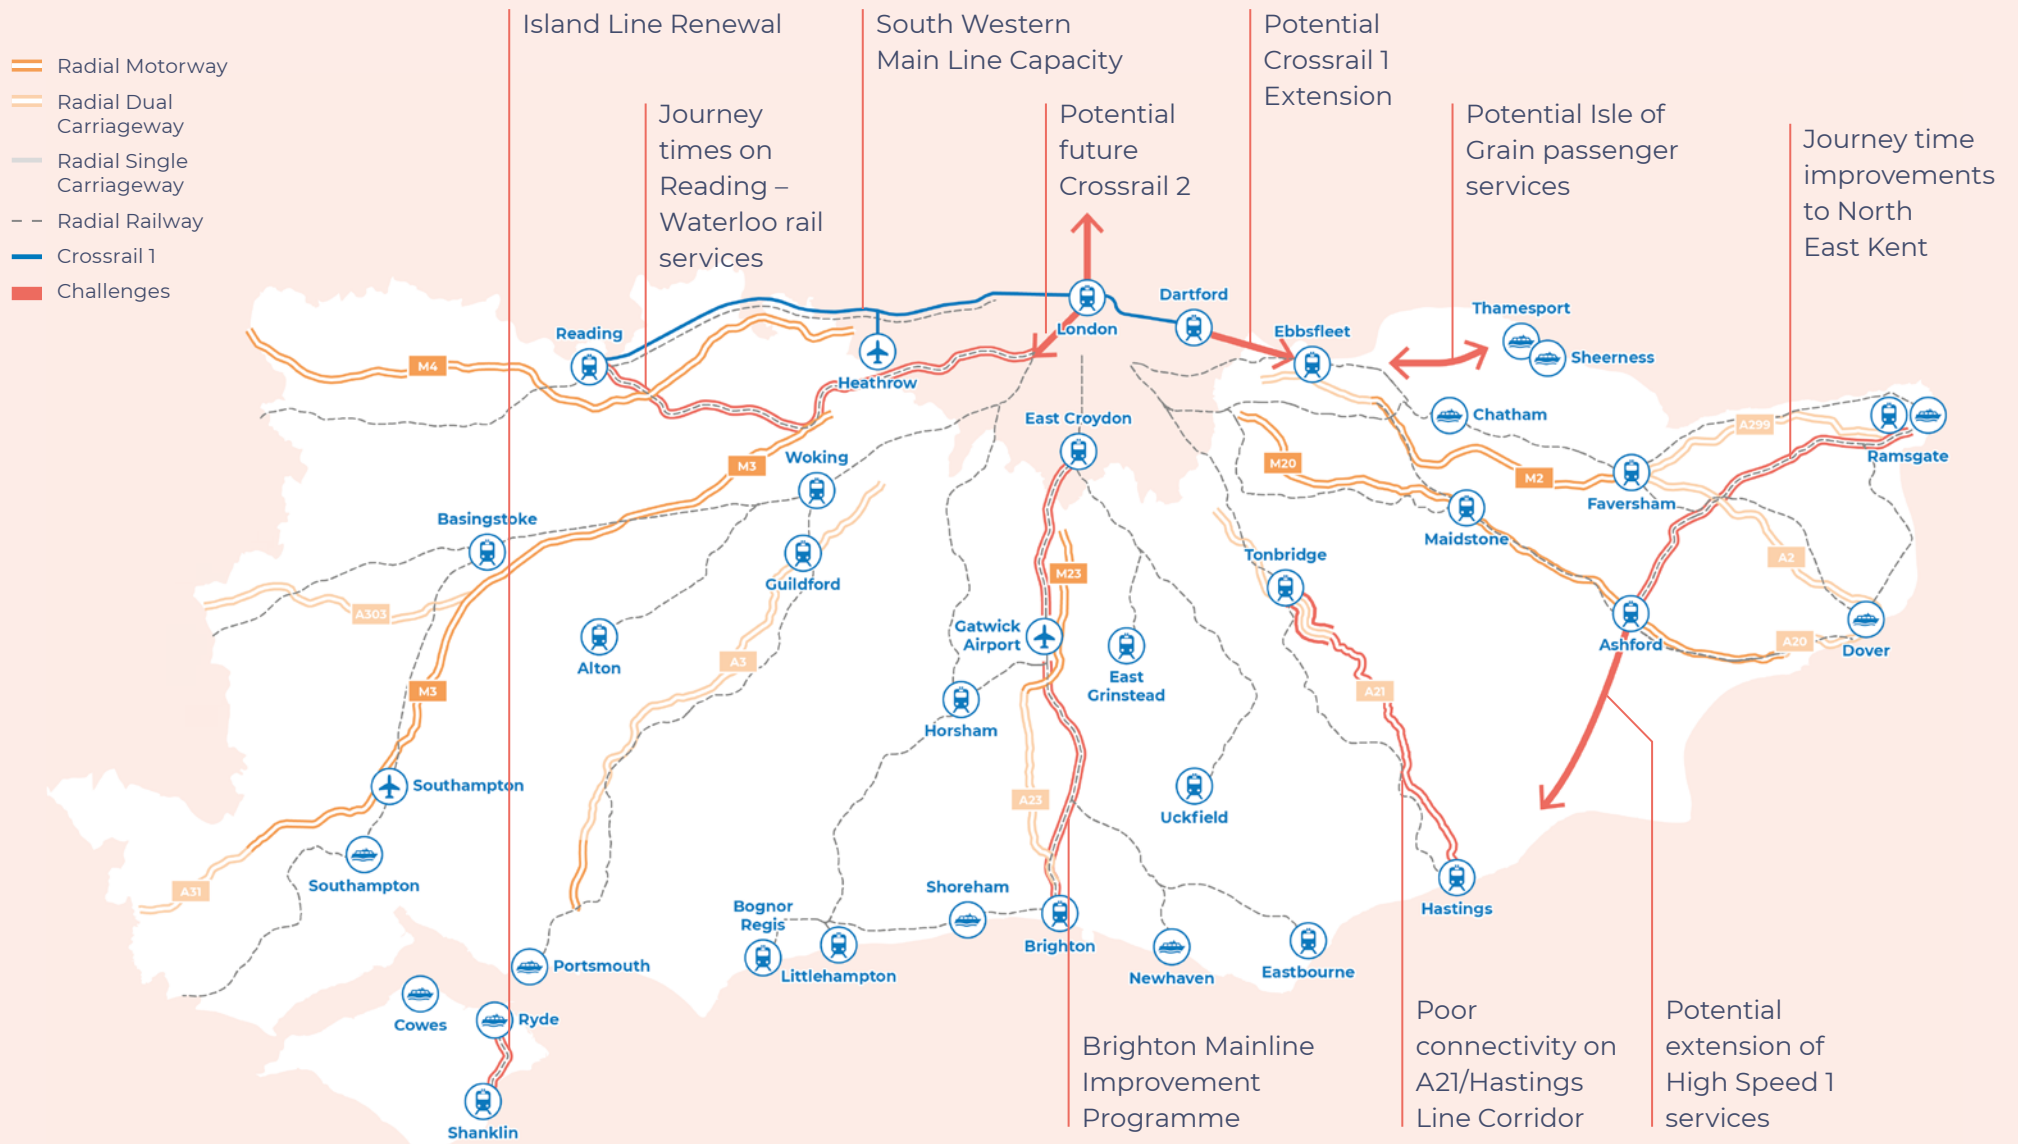 Island Line Renewal
South Western
Main Line Capacity
Potential
Crossrail 1
Extension
Radial Motorway
Radial Dual
Carriageway
Radial Single
Carriageway
Radial Railway
Crossrail 1
Challenges
Journey
times on
Reading –
Waterloo rail
services
Potential
future
Crossrail 2
Potential Isle of
Grain passenger
services
Journey time
improvements
to North
East Kent
Dartford
London
Thamesport
Ebbsfleet
Reading
Sheerness
M4
Heathrow
Chatham
East Croydon
A299
Ramsgate
Woking
M3
M20
M2
Faversham
Basingstoke
Maidstone
Tonbridge
A2
M23
Guildford
A303
Gatwick
Airport
Ashford
A20
Dover
Alton
A3
East
Grinstead
M3
A21
Horsham
Southampton
A23
Uckfield
Southampton
A31
Shoreham
Bognor
Regis
Hastings
Brighton
Portsmouth
Littlehampton
Newhaven
Eastbourne
Cowes
Ryde
Shanklin
Brighton Mainline
Improvement
Programme
Poor
connectivity on
A21/Hastings
Line Corridor
Potential
extension of
High Speed 1
services